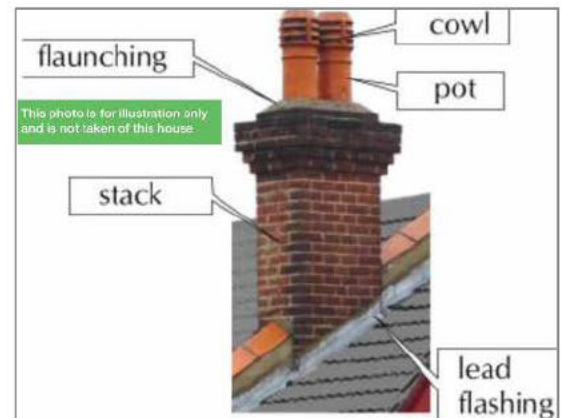 cowl
flaunching
pot
This photo is for illustration only
and is not taken of this house
stack
lead
flashing